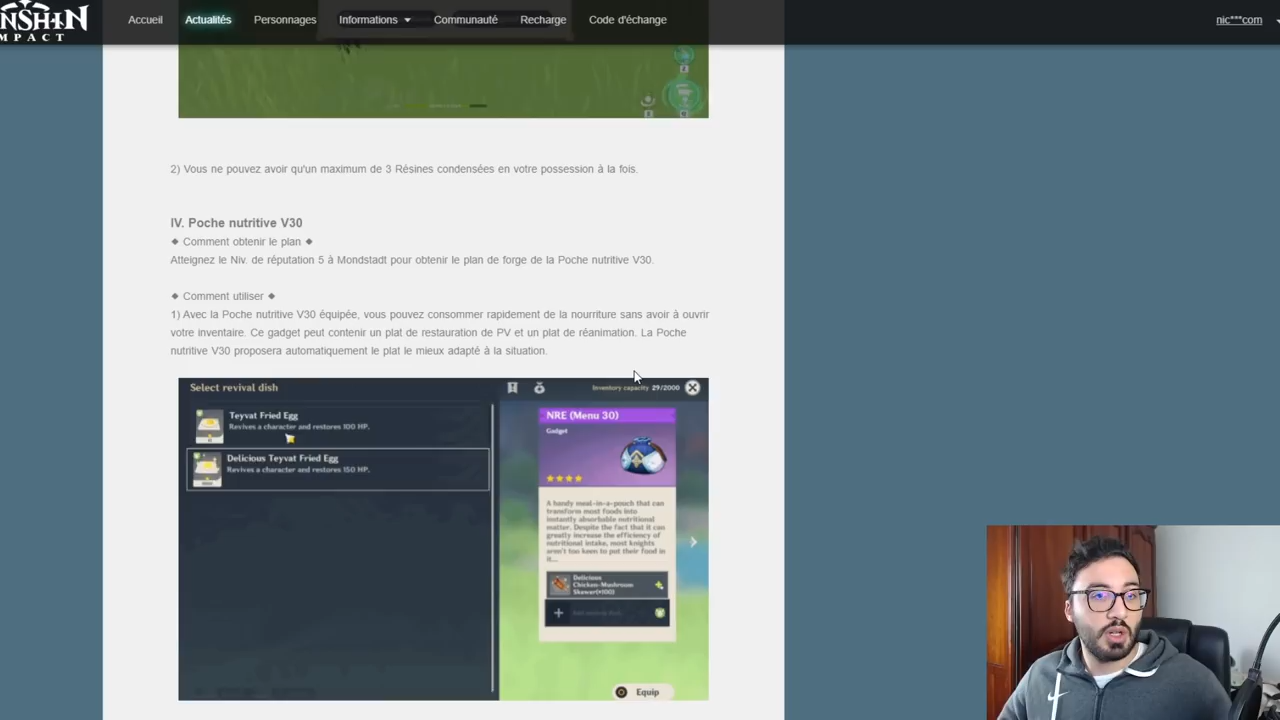 ENSHIN
MPACT
Accueil
Actualités
Personnages
Informations
Communauté
Recharge
Code d'échange
nic***com
2) Vous ne pouvez avoir qu'un maximum de 3 Résines condensées en votre possession à la fois.
IV. Poche nutritive V30
◆ Comment obtenir le plan ◆
Atteignez le Niv. de réputation 5 à Mondstadt pour obtenir le plan de forge de la Poche nutritive V30.
◆ Comment utiliser ◆
1) Avec la Poche nutritive V30 équipée, vous pouvez consommer rapidement de la nourriture sans avoir à ouvrir
votre inventaire. Ce gadget peut contenir un plat de restauration de PV et un plat de réanimation. La Poche
nutritive V30 proposera automatiquement le plat le mieux adapté à la situation.
Select revival dish
Inventory capacity 29/2000
Teyvat Fried Egg
Revives a character and restores 100 HP.
Delicious Teyvat Fried Egg
Revives a character and restores 150 HP.
NRE (Menu 30)
Gadget
A handy meal-in-a-pouch that can
transform most foods into
instantly absorbable nutritional
matter. Despite the fact that it can
greatly increase the efficiency of
nutritional intake, most knights
aren't too keen to put their food in
it...
Delicious
Chicken-Mushroom
Skewer(×100)
Equip